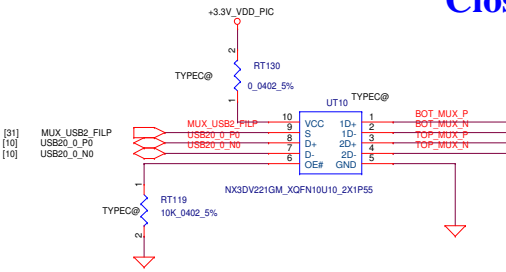 Clos
+3.3V_VDD_PIC
2
RT130
TYPEC@
0_0402_5%
1
TYPEC@
UT10
10 VCC 1D+ 1 BOT_MUX_P
MUX_USB2_FILP 9 S 1D- 2 BOT_MUX_N
USB20_0_P0 8 D+ 2D+ 3 TOP_MUX_P
USB20_0_N0 7 D- 2D- 4 TOP_MUX_N
6 OE# GND 5
[31] MUX_USB2_FILP
[10] USB20_0_P0
[10] USB20_0_N0
NX3DV221GM_XQFN10U10_2X1P55
1
RT119
TYPEC@
10K_0402_5%
2